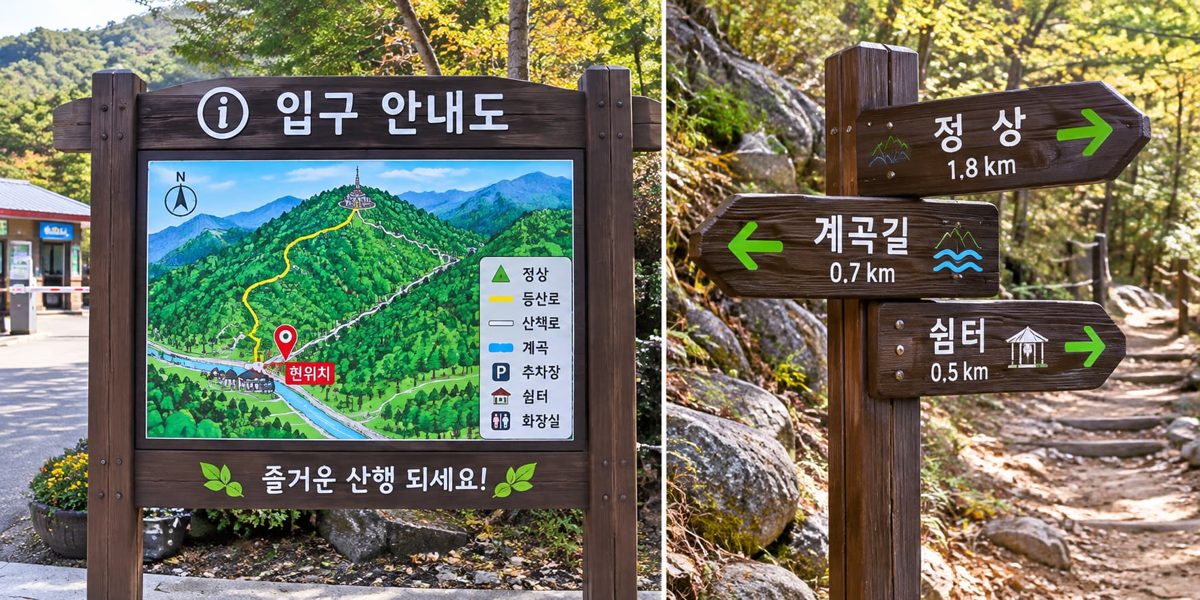 i 입구 안내도
N
정상
등산로
산책로
계곡
P 추차장
쉼터
화장실
현위치
즐거운 산행 되세요!
정 상
1.8 km
계곡길
0.7 km
쉼터
0.5 km